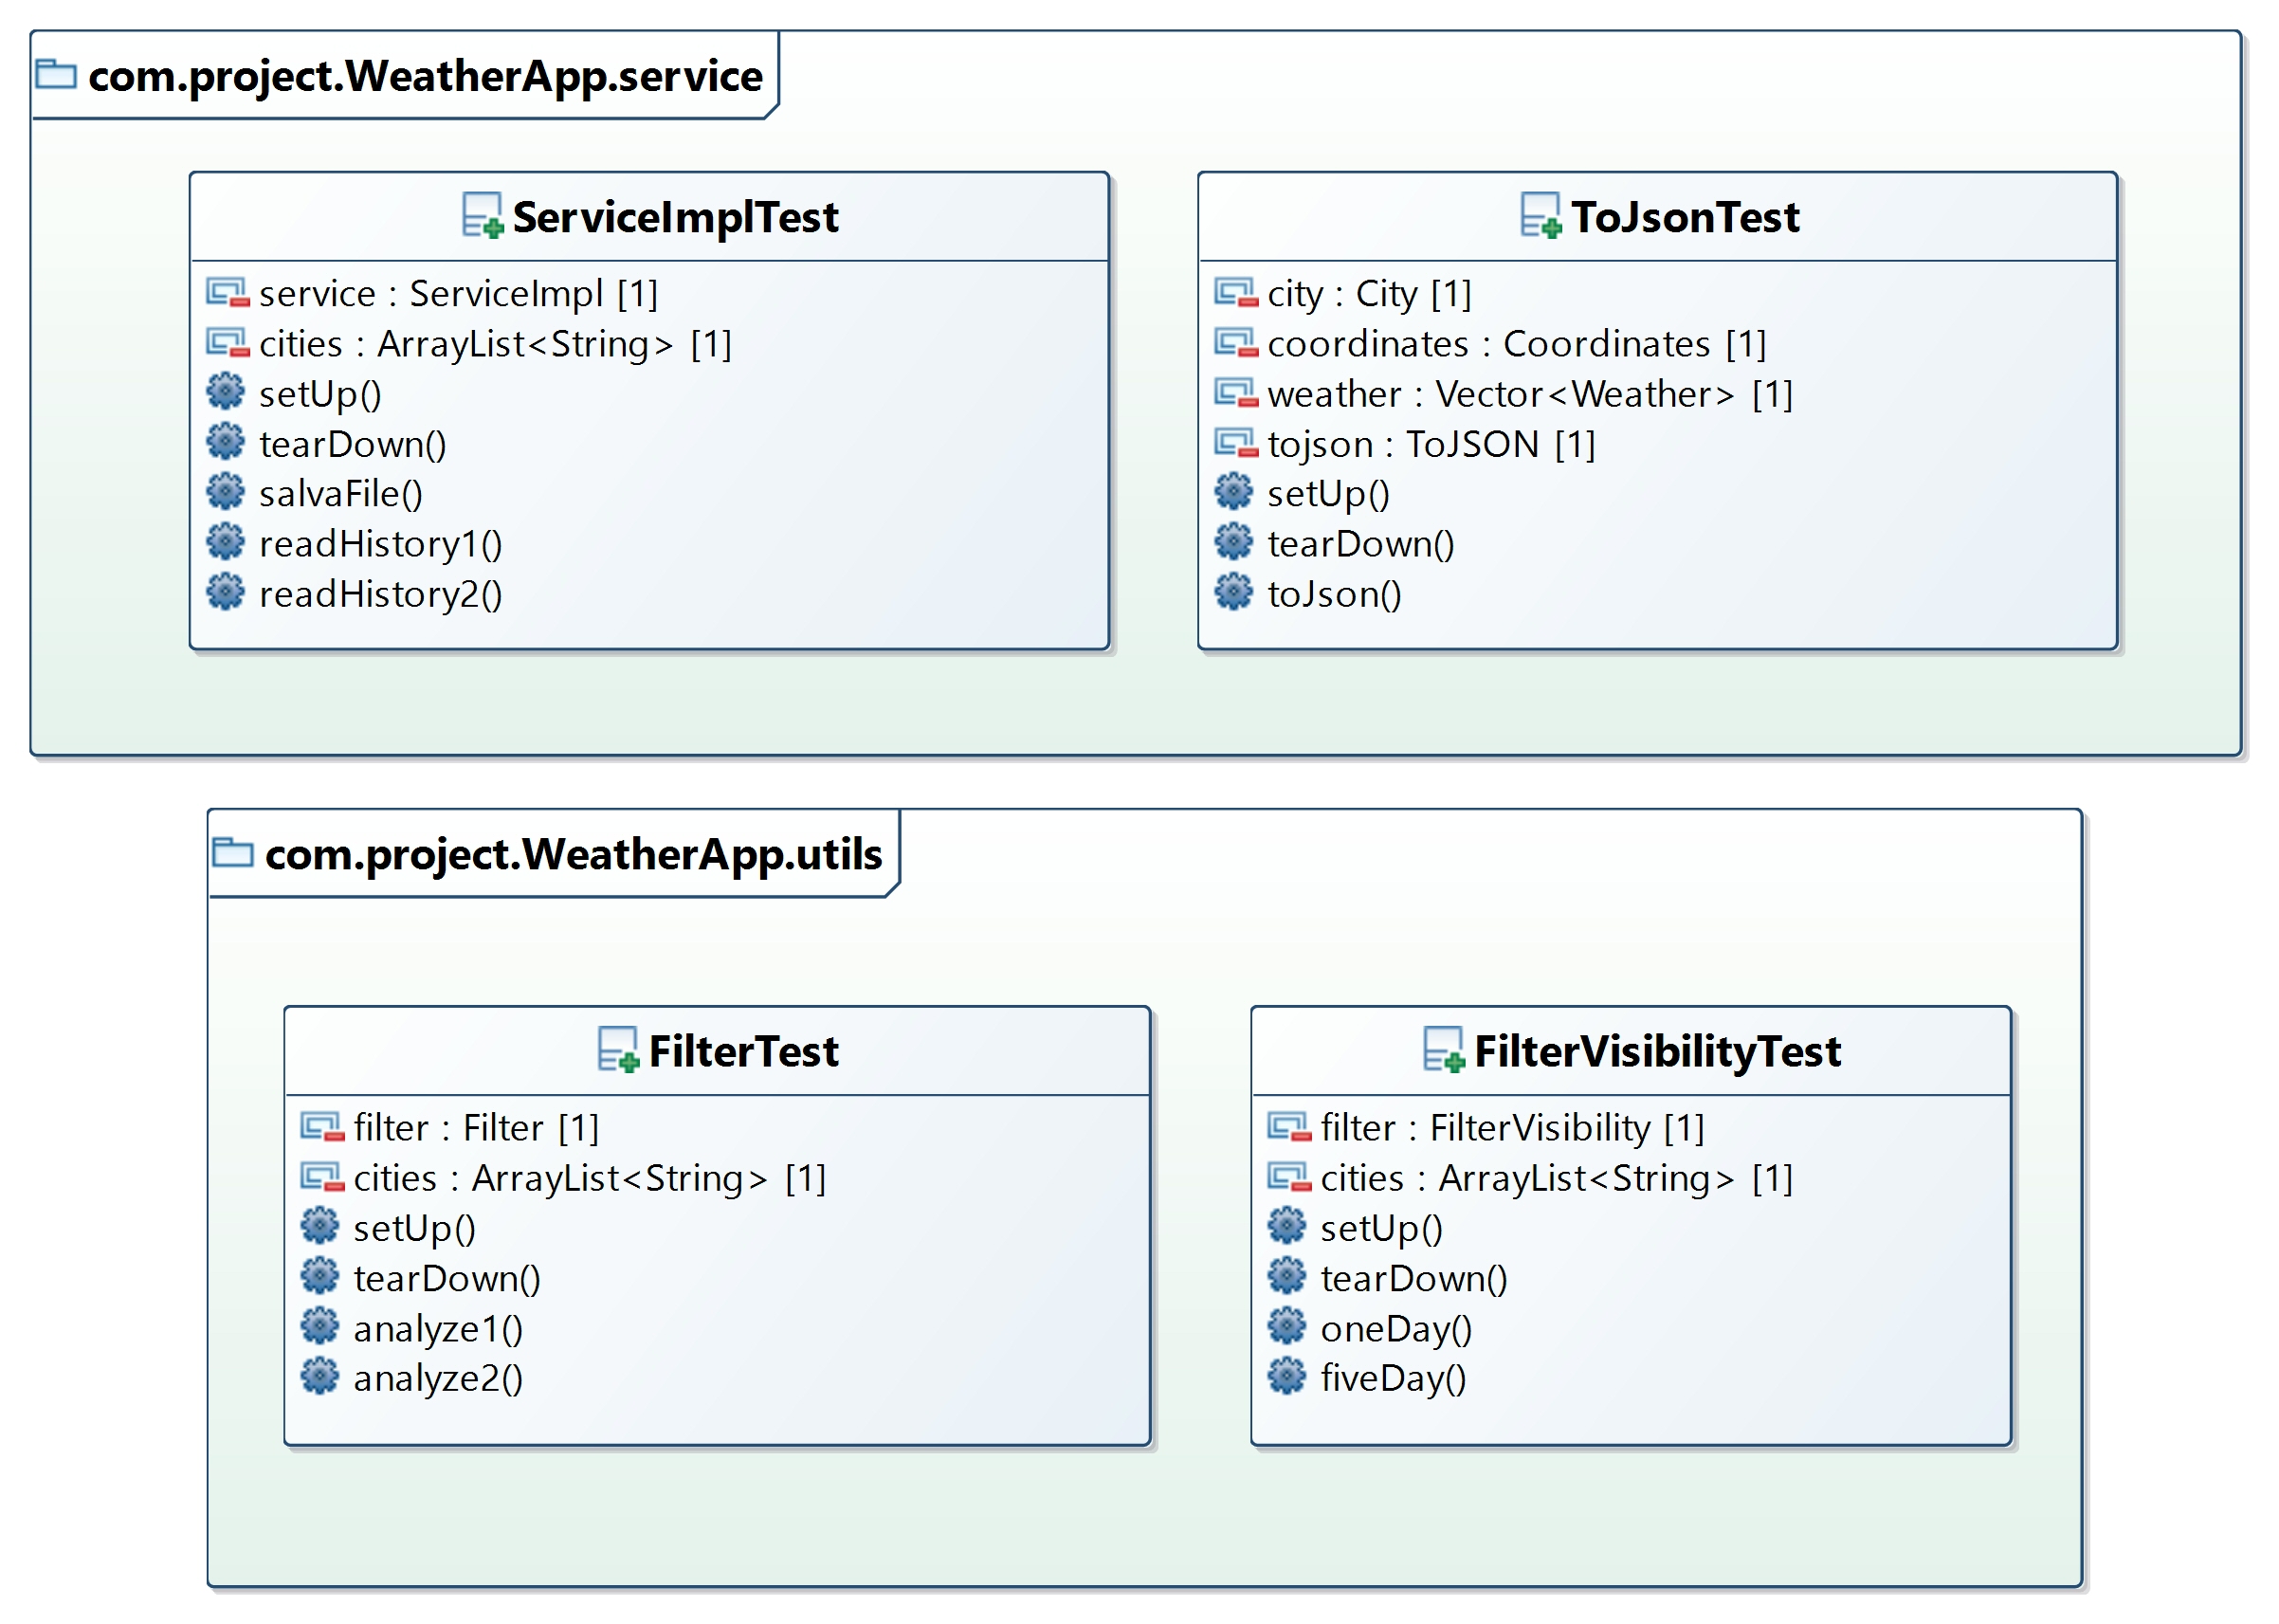 com.project.WeatherApp.service
ServiceImplTest
service : ServiceImpl [1]
cities : ArrayList<String> [1]
setUp()
tearDown()
salvaFile()
readHistory1()
readHistory2()
ToJsonTest
city : City [1]
coordinates : Coordinates [1]
weather : Vector<Weather> [1]
tojson : ToJSON [1]
setUp()
tearDown()
toJson()
com.project.WeatherApp.utils
FilterTest
filter : Filter [1]
cities : ArrayList<String> [1]
setUp()
tearDown()
analyze1()
analyze2()
FilterVisibilityTest
filter : FilterVisibility [1]
cities : ArrayList<String> [1]
setUp()
tearDown()
oneDay()
fiveDay()